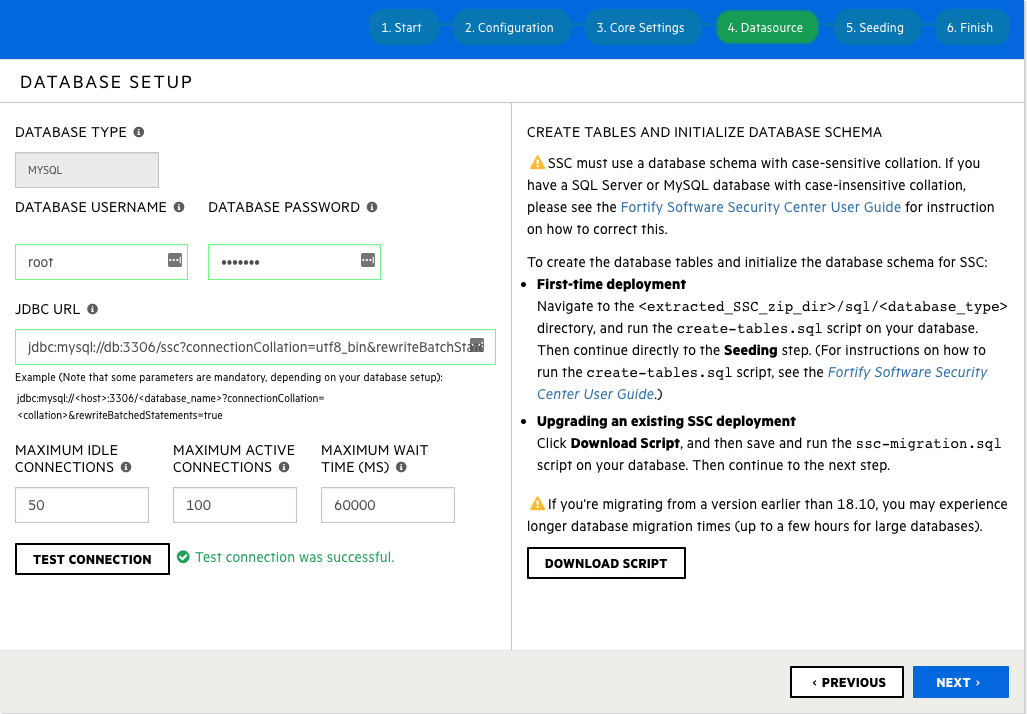 1. Start
2. Configuration
3. Core Settings
4. Datasource
5. Seeding
6. Finish
DATABASE SETUP
DATABASE TYPE
MYSQL
DATABASE USERNAME
DATABASE PASSWORD
root
•••••••
JDBC URL
jdbc:mysql://db:3306/ssc?connectionCollation=utf8_bin&rewriteBatchSta
Example (Note that some parameters are mandatory, depending on your database setup):
jdbc:mysql://<host>:3306/<database_name>?connectionCollation=
<collation>&rewriteBatchedStatements=true
MAXIMUM IDLE
CONNECTIONS
MAXIMUM ACTIVE
CONNECTIONS
MAXIMUM WAIT
TIME (MS)
50
100
60000
TEST CONNECTION
Test connection was successful.
CREATE TABLES AND INITIALIZE DATABASE SCHEMA
SSC must use a database schema with case-sensitive collation. If you
have a SQL Server or MySQL database with case-insensitive collation,
please see the Fortify Software Security Center User Guide for instruction
on how to correct this.
To create the database tables and initialize the database schema for SSC:
• First-time deployment
Navigate to the <extracted_SSC_zip_dir>/sql/<database_type>
directory, and run the create-tables.sql script on your database.
Then continue directly to the Seeding step. (For instructions on how to
run the create-tables.sql script, see the Fortify Software Security
Center User Guide.)
• Upgrading an existing SSC deployment
Click Download Script, and then save and run the ssc-migration.sql
script on your database. Then continue to the next step.
If you're migrating from a version earlier than 18.10, you may experience
longer database migration times (up to a few hours for large databases).
DOWNLOAD SCRIPT
‹ PREVIOUS
NEXT ›